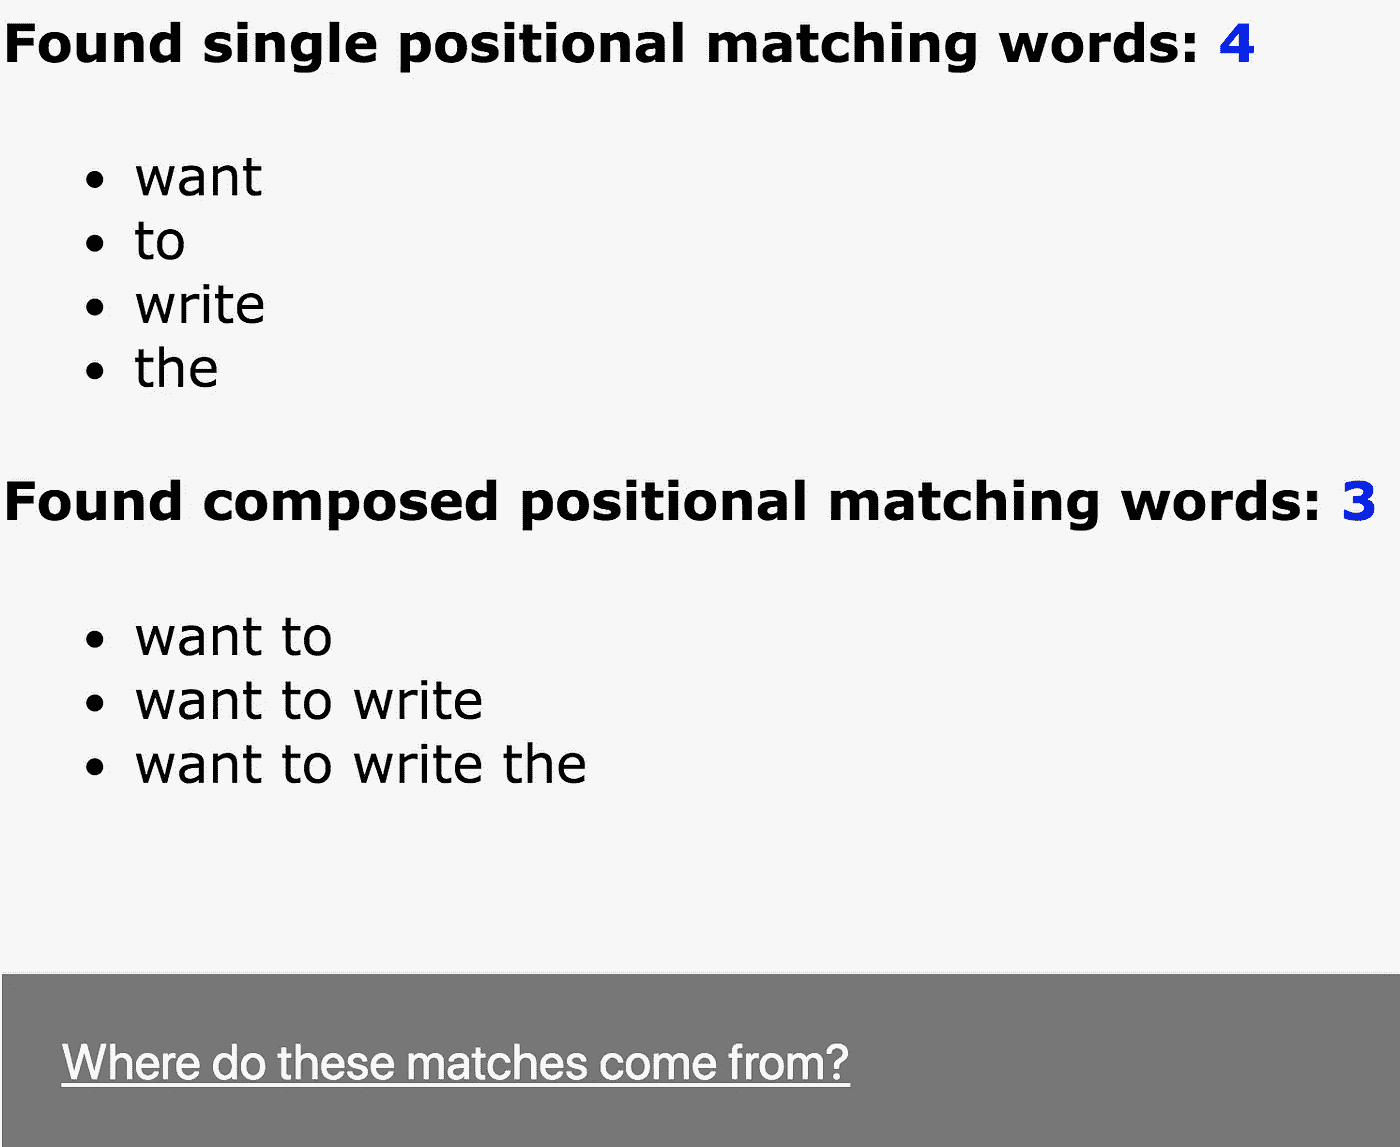 Found single positional matching words: 4
• want
• to
• write
• the
Found composed positional matching words: 3
• want to
• want to write
• want to write the
Where do these matches come from?